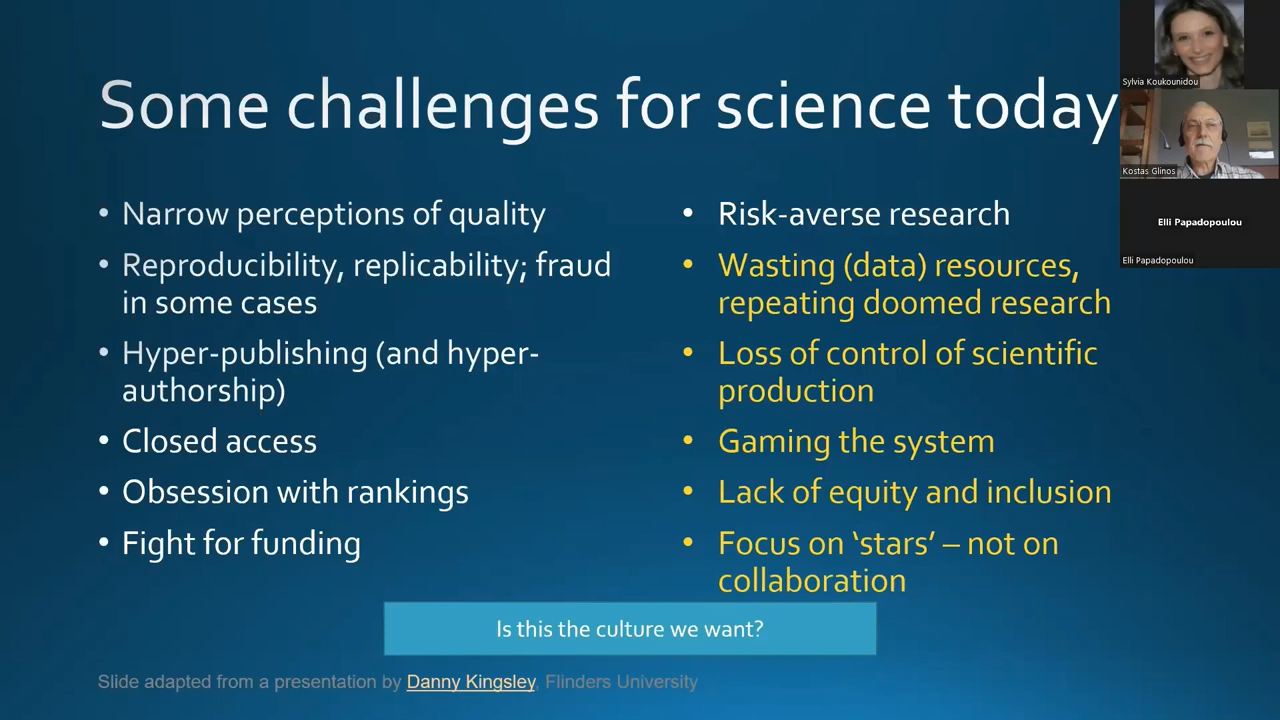 Some challenges for science today
• Narrow perceptions of quality
• Reproducibility, replicability; fraud
in some cases
• Hyper-publishing (and hyper-
authorship)
• Closed access
• Obsession with rankings
• Fight for funding
• Risk-averse research
• Wasting (data) resources,
repeating doomed research
• Loss of control of scientific
production
• Gaming the system
• Lack of equity and inclusion
• Focus on ‘stars’ – not on
collaboration
Is this the culture we want?
Slide adapted from a presentation by Danny Kingsley, Flinders University
Sylvia Koukounidou
Kostas Glinos
Elli Papadopoulou
Elli Papadopoulou